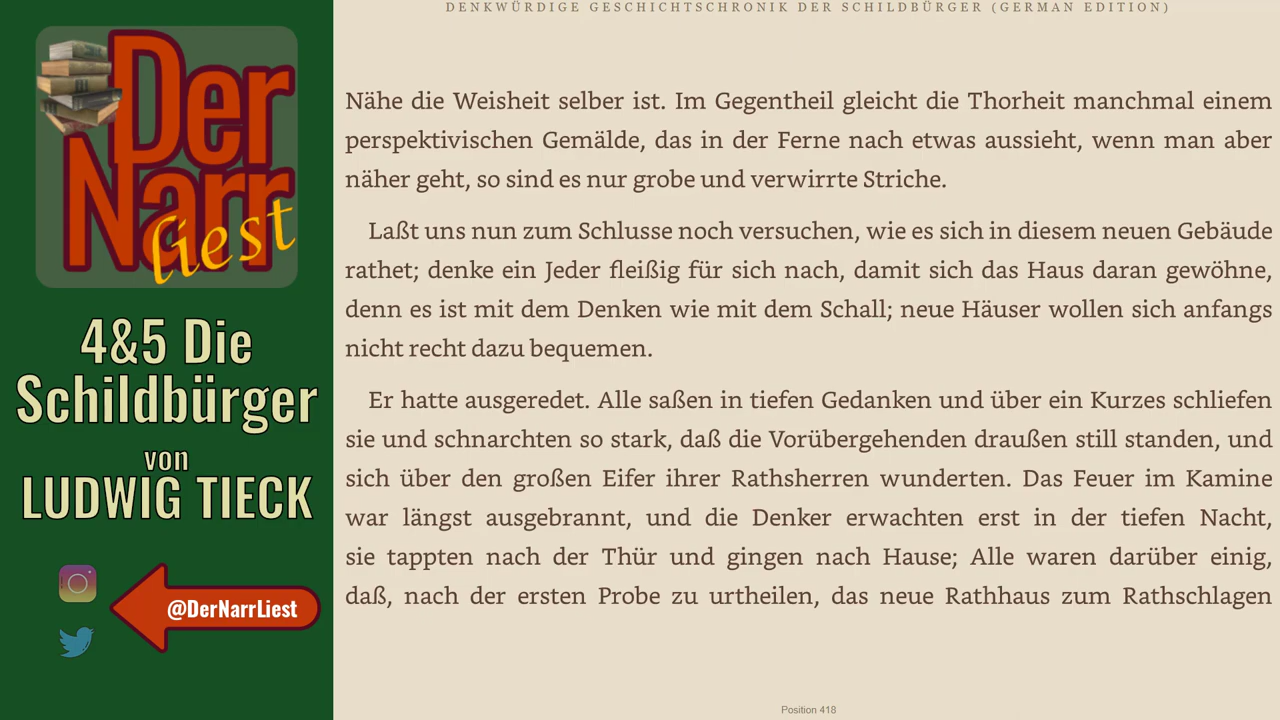 Der
Narr
liest
4&5 Die
Schildbürger
von
LUDWIG TIECK
@DerNarrLiest
DENKWÜRDIGE GESCHICHTSCHRONIK DER SCHILDBÜRGER (GERMAN EDITION)
Nähe die Weisheit selber ist. Im Gegentheil gleicht die Thorheit manchmal einem
perspektivischen Gemälde, das in der Ferne nach etwas aussieht, wenn man aber
näher geht, so sind es nur grobe und verwirrte Striche.
Laßt uns nun zum Schlusse noch versuchen, wie es sich in diesem neuen Gebäude
rathet; denke ein Jeder fleißig für sich nach, damit sich das Haus daran gewöhne,
denn es ist mit dem Denken wie mit dem Schall; neue Häuser wollen sich anfangs
nicht recht dazu bequemen.
Er hatte ausgeredet. Alle saßen in tiefen Gedanken und über ein Kurzes schliefen
sie und schnarchten so stark, daß die Vorübergehenden draußen still standen, und
sich über den großen Eifer ihrer Rathsherren wunderten. Das Feuer im Kamine
war längst ausgebrannt, und die Denker erwachten erst in der tiefen Nacht,
sie tappten nach der Thür und gingen nach Hause; Alle waren darüber einig,
daß, nach der ersten Probe zu urtheilen, das neue Rathhaus zum Rathschlagen
Position 418